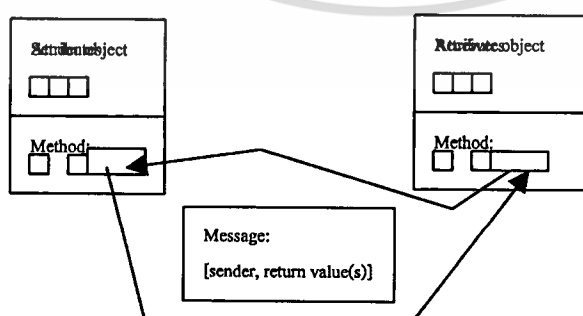 object
object
Method:
Method:
Message:
[sender, return value(s)]